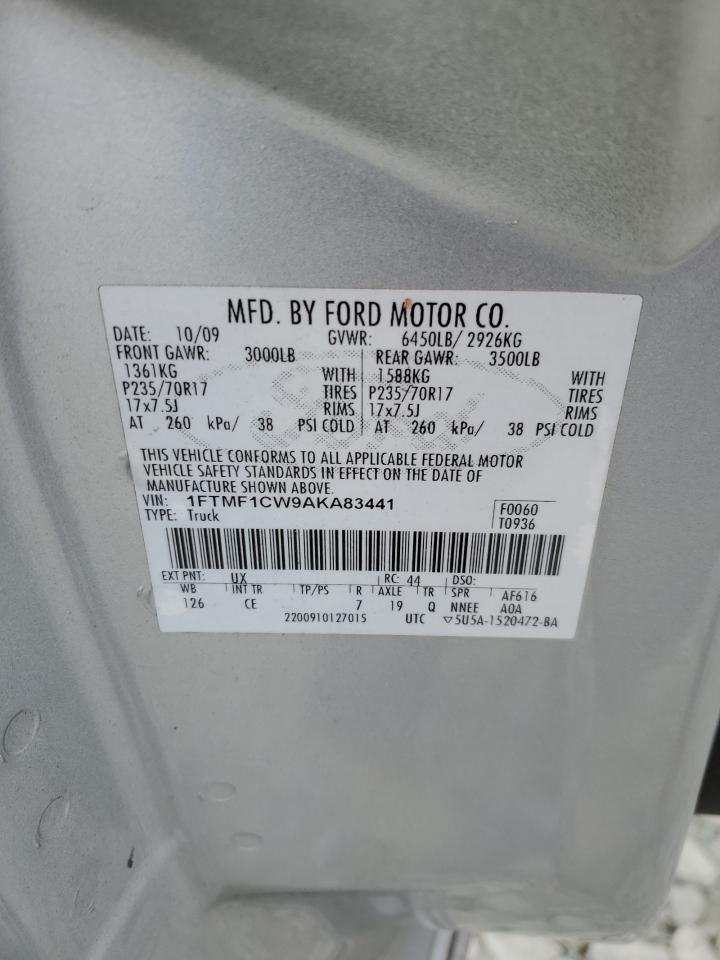 MFD. BY FORD MOTOR CO.
DATE: 10/09 GVWR: 6450LB/ 2926KG
FRONT GAWR: 3000LB REAR GAWR: 3500LB
1361KG WITH 1588KG WITH
P235/70R17 TIRES P235/70R17 TIRES
17x7.5J RIMS 17x7.5J RIMS
AT 260 kPa/ 38 PSI COLD AT 260 kPa/ 38 PSI COLD
THIS VEHICLE CONFORMS TO ALL APPLICABLE FEDERAL MOTOR
VEHICLE SAFETY STANDARDS IN EFFECT ON THE DATE OF
MANUFACTURE SHOWN ABOVE.
VIN: 1FTMF1CW9AKA83441 F0060
TYPE: Truck T0936
EXT PNT: UX RC: 44 DSO:
WB INT TR TP/PS R AXLE TR SPR AF616
126 CE 7 19 Q NNEE A0A
2200910127015 UTC ▽5U5A-1520472-BA